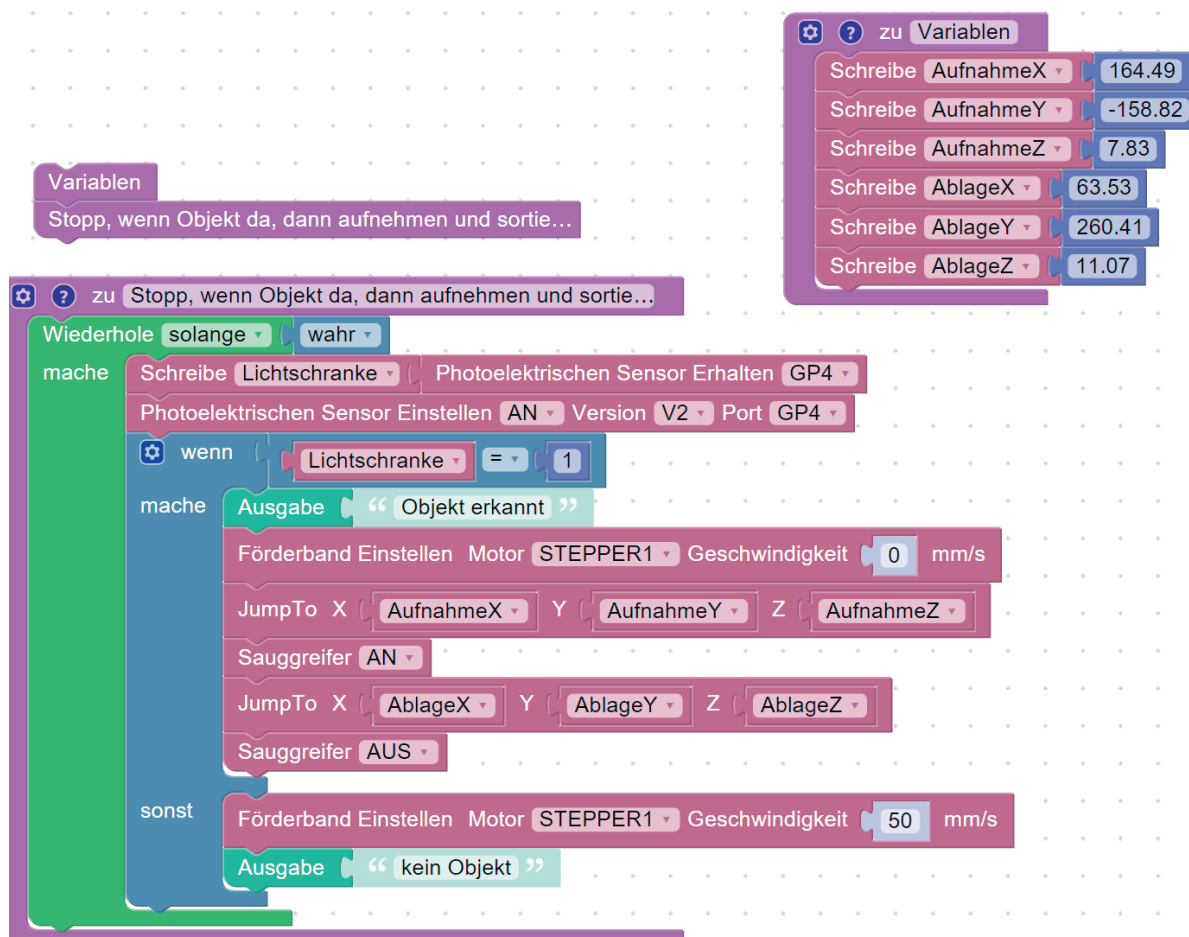 zu Variablen
Schreibe AufnahmeX 164.49
Schreibe AufnahmeY -158.82
Schreibe AufnahmeZ 7.83
Schreibe AblageX 63.53
Schreibe AblageY 260.41
Schreibe AblageZ 11.07
Variablen
Stopp, wenn Objekt da, dann aufnehmen und sortie…
? zu Stopp, wenn Objekt da, dann aufnehmen und sortie…
Wiederhole solange wahr
mache Schreibe Lichtschranke Photoelektrischen Sensor Erhalten GP4
Photoelektrischen Sensor Einstellen AN Version V2 Port GP4
wenn Lichtschranke = 1
mache Ausgabe “ Objekt erkannt ”
Förderband Einstellen Motor STEPPER1 Geschwindigkeit 0 mm/s
JumpTo X AufnahmeX Y AufnahmeY Z AufnahmeZ
Sauggreifer AN
JumpTo X AblageX Y AblageY Z AblageZ
Sauggreifer AUS
sonst Förderband Einstellen Motor STEPPER1 Geschwindigkeit 50 mm/s
Ausgabe “ kein Objekt ”